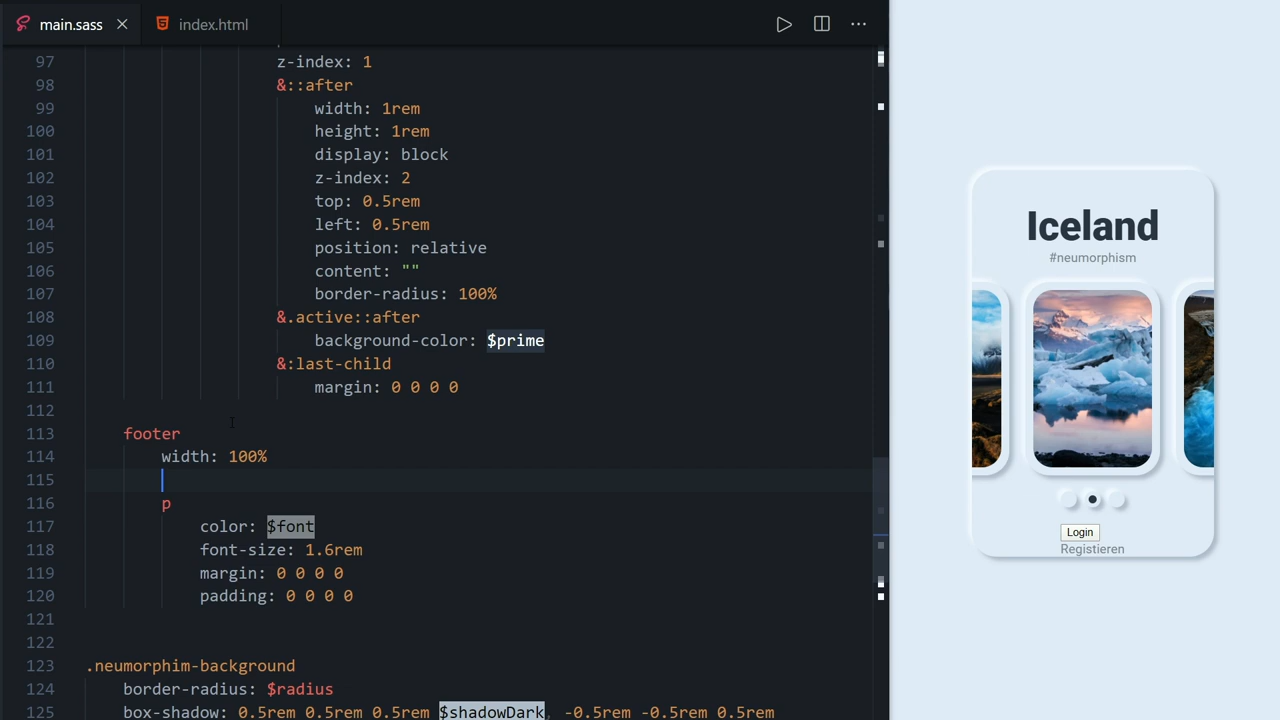 main.sass
index.html
97 z-index: 1
98 &::after
99 width: 1rem
100 height: 1rem
101 display: block
102 z-index: 2
103 top: 0.5rem
104 left: 0.5rem
105 position: relative
106 content: ""
107 border-radius: 100%
108 &.active::after
109 background-color: $prime
110 &:last-child
111 margin: 0 0 0 0
112
113 footer
114 width: 100%
115
116 p
117 color: $font
118 font-size: 1.6rem
119 margin: 0 0 0 0
120 padding: 0 0 0 0
121
122
123 .neumorphim-background
124 border-radius: $radius
125 box-shadow: 0.5rem 0.5rem 0.5rem $shadowDark, -0.5rem -0.5rem 0.5rem
Iceland
#neumorphism
Login
Registieren